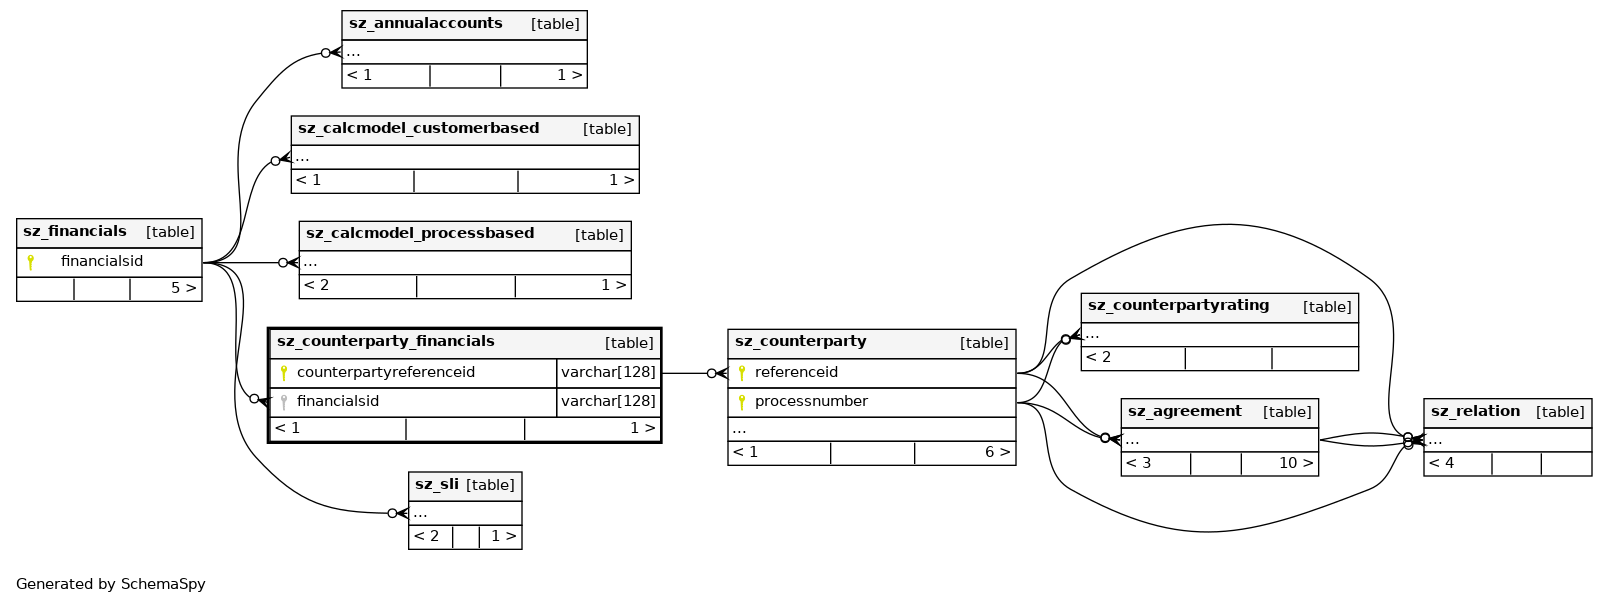 sz_annualaccounts [table]
...
< 1 1 >
sz_calcmodel_customerbased [table]
...
< 1 1 >
sz_financials [table]
financialsid
5 >
sz_calcmodel_processbased [table]
...
< 2 1 >
sz_counterparty_financials [table]
counterpartyreferenceid varchar[128]
financialsid varchar[128]
< 1 1 >
sz_sli [table]
...
< 2 1 >
sz_counterparty [table]
referenceid
processnumber
...
< 1 6 >
sz_counterpartyrating [table]
...
< 2
sz_agreement [table]
...
< 3 10 >
sz_relation [table]
...
< 4
Generated by SchemaSpy